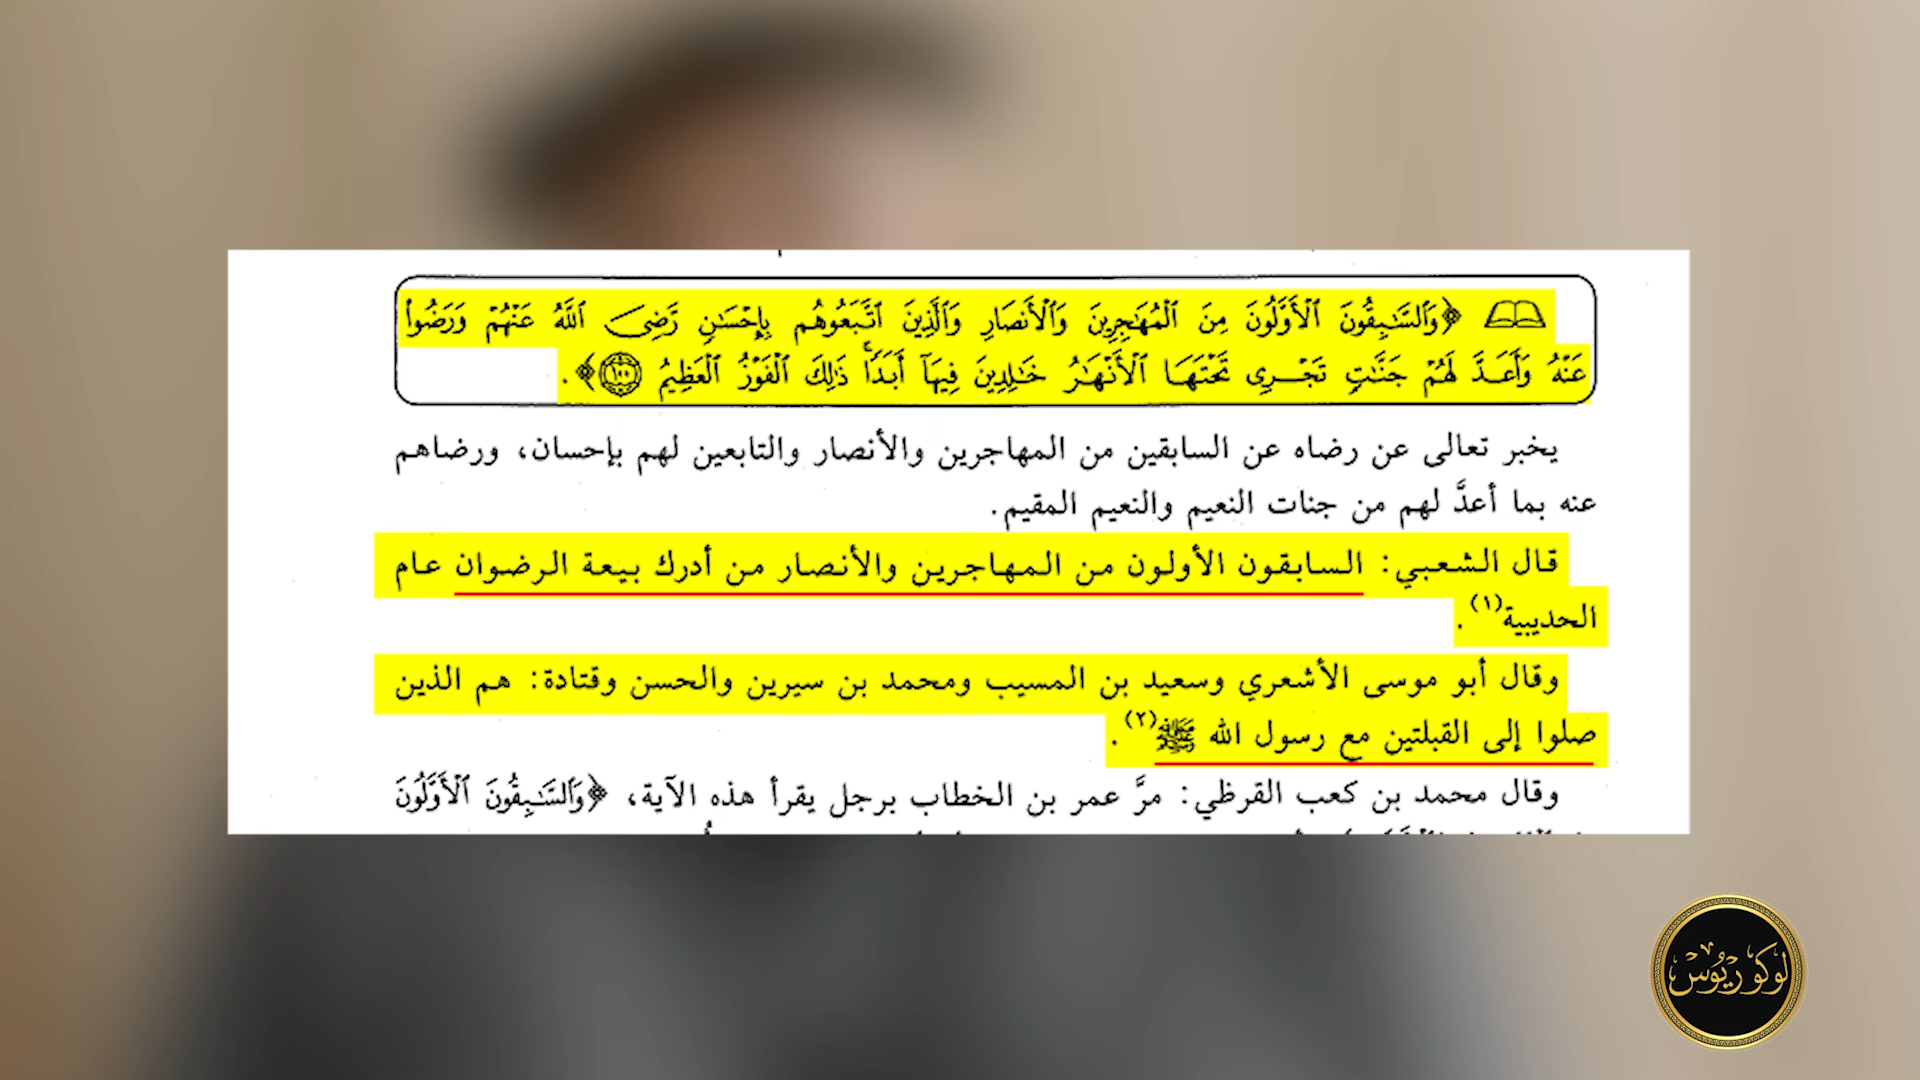 ﴿وَٱلسَّـٰبِقُونَ ٱلْأَوَّلُونَ مِنَ ٱلْمُهَـٰجِرِينَ وَٱلْأَنصَارِ وَٱلَّذِينَ ٱتَّبَعُوهُم بِإِحْسَـٰنٍ رَّضِىَ ٱللَّهُ عَنْهُمْ وَرَضُوا۟
عَنْهُ وَأَعَدَّ لَهُمْ جَنَّـٰتٍ تَجْرِى تَحْتَهَا ٱلْأَنْهَـٰرُ خَـٰلِدِينَ فِيهَآ أَبَدًا ۚ ذَٰلِكَ ٱلْفَوْزُ ٱلْعَظِيمُ ١٠٠﴾.
يخبر تعالى عن رضاه عن السابقين من المهاجرين والأنصار والتابعين لهم بإحسان، ورضاهم
عنه بما أعدَّ لهم من جنات النعيم والنعيم المقيم.
قال الشعبي: السابقون الأولون من المهاجرين والأنصار من أدرك بيعة الرضوان عام
الحديبية(١).
وقال أبو موسى الأشعري وسعيد بن المسيب ومحمد بن سيرين والحسن وقتادة: هم الذين
صلوا إلى القبلتين مع رسول الله ﷺ(٢).
وقال محمد بن كعب القرظي: مرَّ عمر بن الخطاب برجل يقرأ هذه الآية، ﴿وَٱلسَّـٰبِقُونَ ٱلْأَوَّلُونَ
لوكوريوس